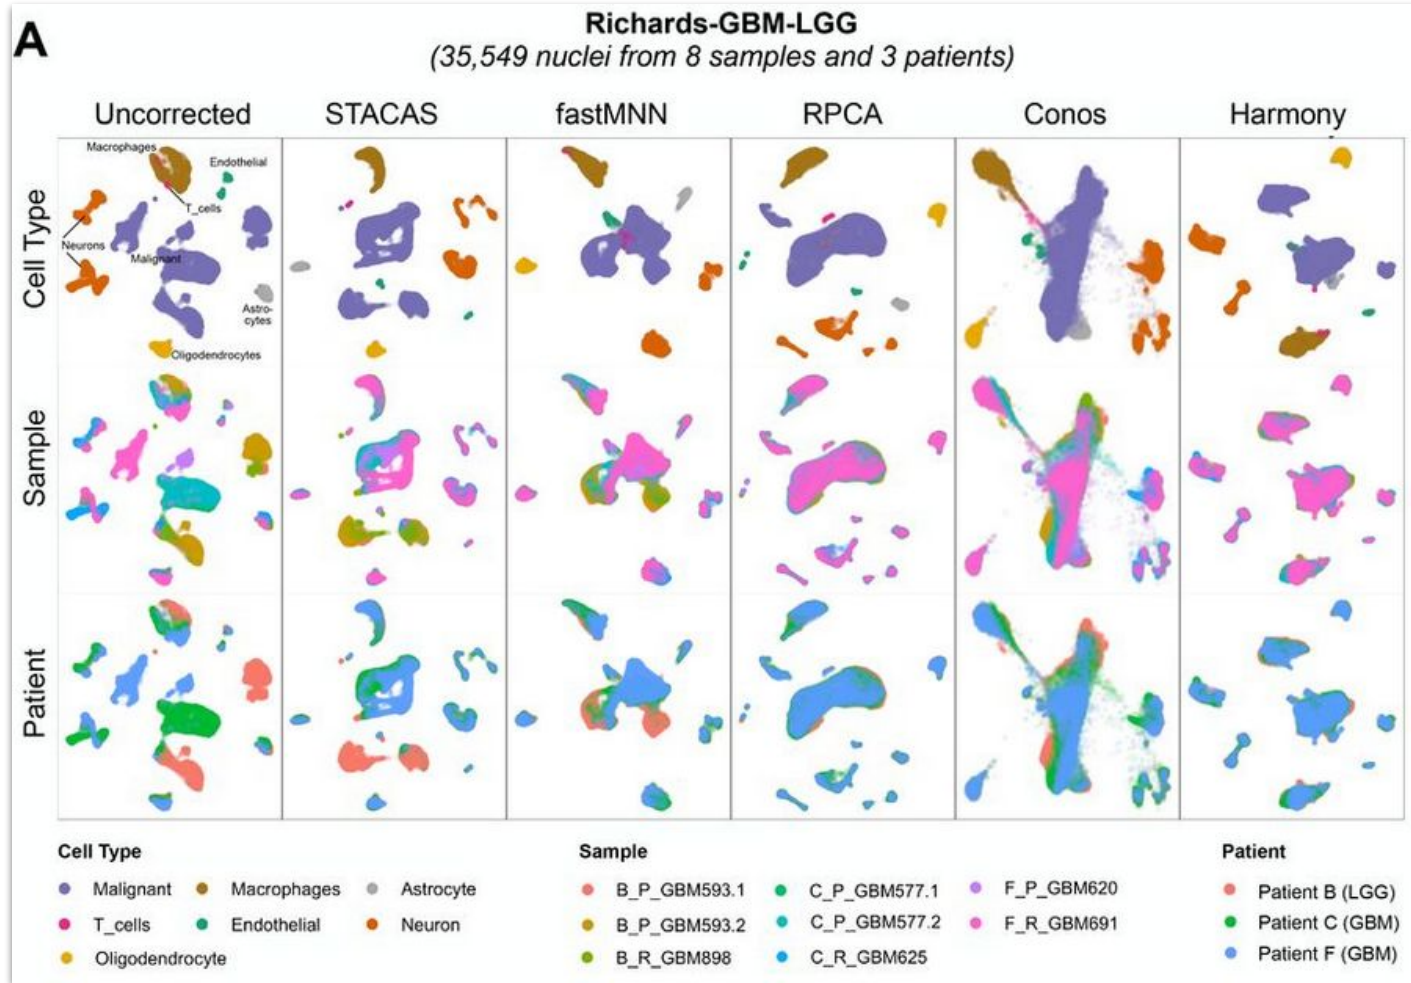 A
Richards-GBM-LGG
(35,549 nuclei from 8 samples and 3 patients)
Uncorrected STACAS fastMNN RPCA Conos Harmony
Cell Type
Macrophages
Endothelial
T_cells
Neurons
Malignant
Astro-
cytes
Oligodendrocytes
Sample
Patient
Cell Type
Malignant Macrophages Astrocyte
T_cells Endothelial Neuron
Oligodendrocyte
Sample
B_P_GBM593.1 C_P_GBM577.1 F_P_GBM620
B_P_GBM593.2 C_P_GBM577.2 F_R_GBM691
B_R_GBM898 C_R_GBM625
Patient
Patient B (LGG)
Patient C (GBM)
Patient F (GBM)